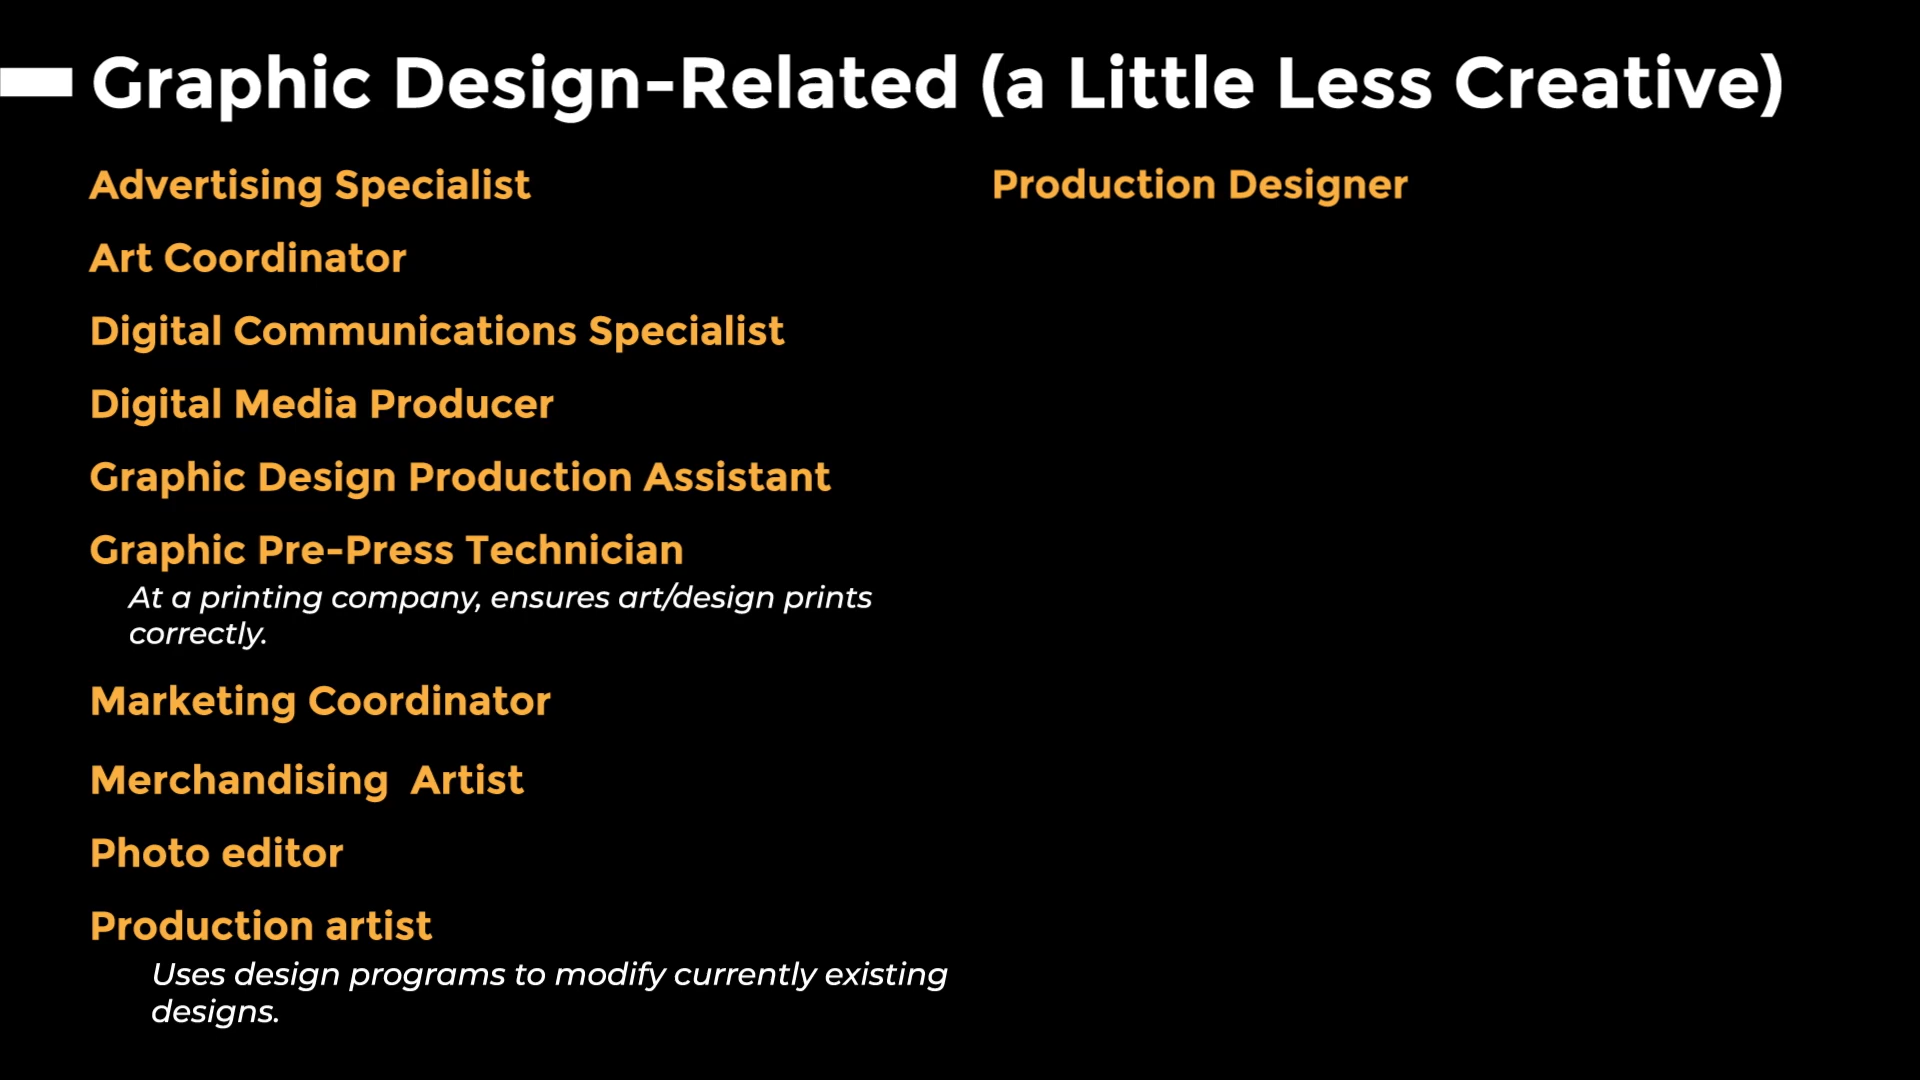 Graphic Design-Related (a Little Less Creative)
Advertising Specialist
Art Coordinator
Digital Communications Specialist
Digital Media Producer
Graphic Design Production Assistant
Graphic Pre-Press Technician
At a printing company, ensures art/design prints
correctly.
Marketing Coordinator
Merchandising  Artist
Photo editor
Production artist
Uses design programs to modify currently existing
designs.
Production Designer